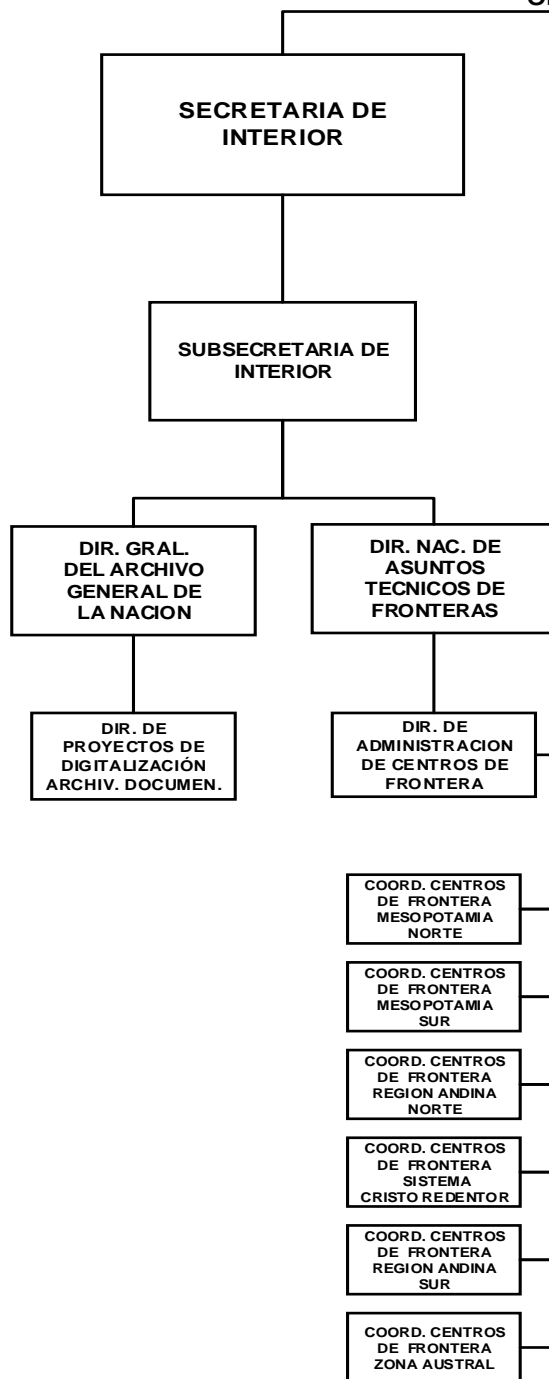 SECRETARIA DE
INTERIOR
SUBSECRETARIA DE
INTERIOR
DIR. GRAL.
DEL ARCHIVO
GENERAL DE
LA NACION
DIR. NAC. DE
ASUNTOS
TECNICOS DE
FRONTERAS
DIR. DE
PROYECTOS DE
DIGITALIZACIÓN
ARCHIV. DOCUMEN.
DIR. DE
ADMINISTRACION
DE CENTROS DE
FRONTERA
COORD. CENTROS
DE FRONTERA
MESOPOTAMIA
NORTE
COORD. CENTROS
DE FRONTERA
MESOPOTAMIA
SUR
COORD. CENTROS
DE FRONTERA
REGION ANDINA
NORTE
COORD. CENTROS
DE FRONTERA
SISTEMA
CRISTO REDENTOR
COORD. CENTROS
DE FRONTERA
REGION ANDINA
SUR
COORD. CENTROS
DE FRONTERA
ZONA AUSTRAL